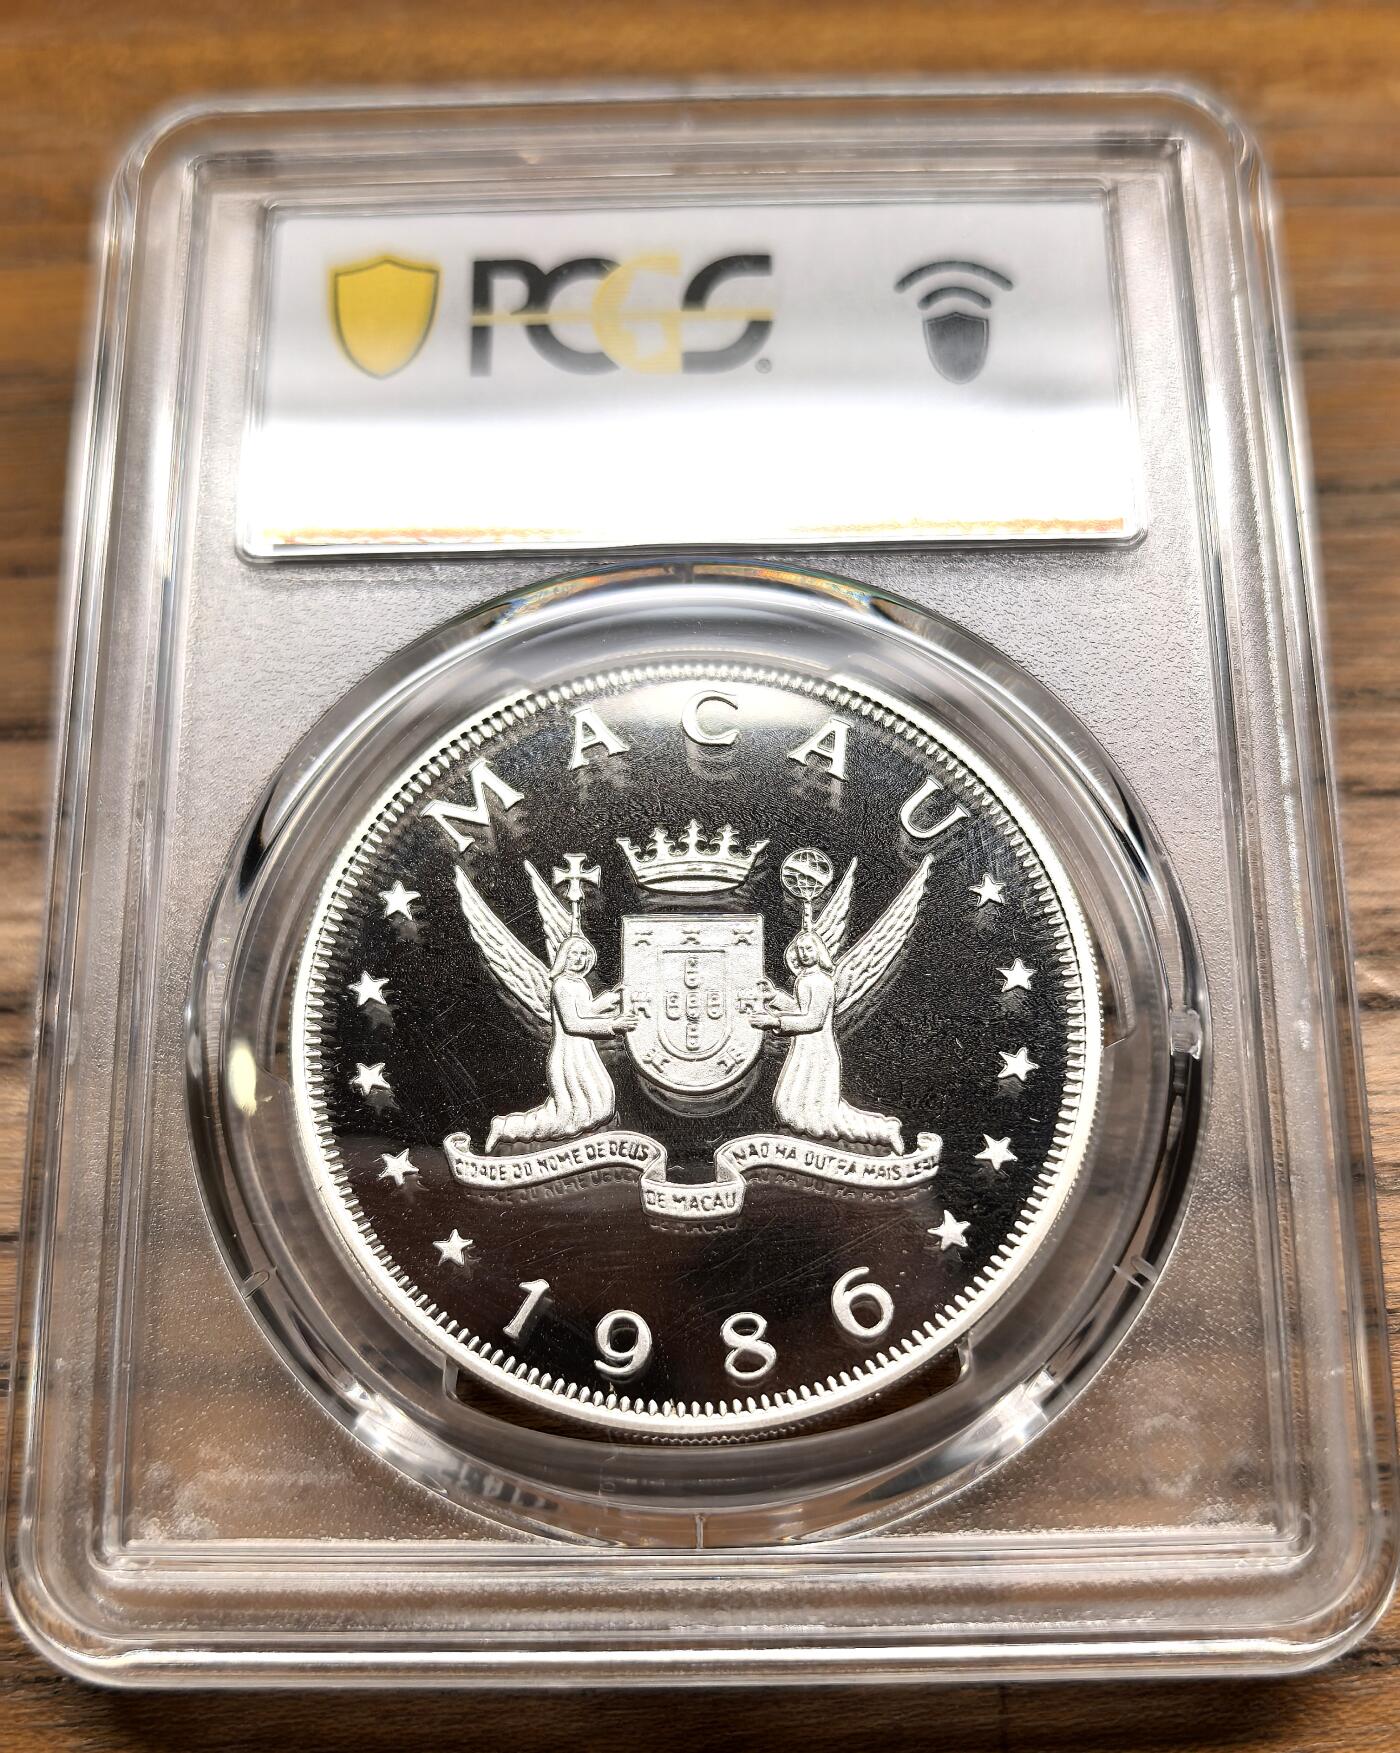 PCGS®
MACAU
CIDADE DO NOME DE DEUS
NÃO HA OUTRA MAIS LEAL
DE MACAU
1986